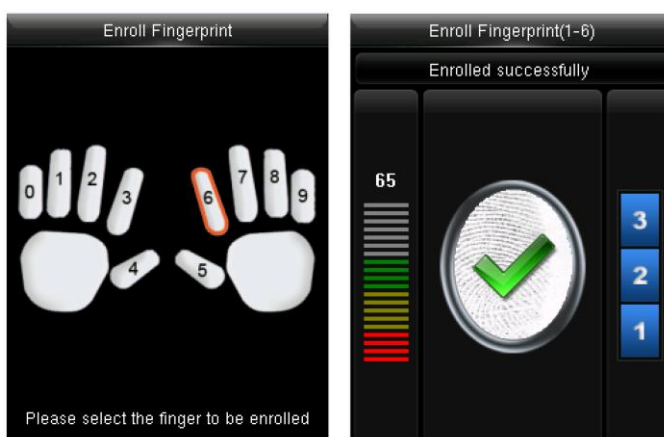 Enroll Fingerprint
0 1 2 3 6 7 8 9
4 5
Please select the finger to be enrolled
Enroll Fingerprint(1-6)
Enrolled successfully
65
3
2
1